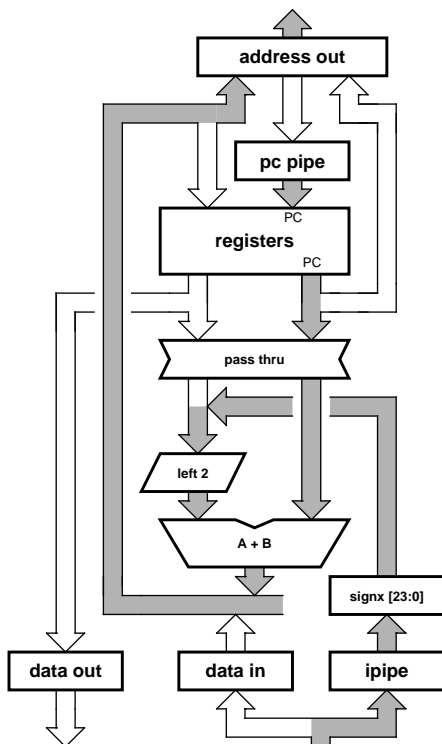 address out
pc pipe
PC
registers
PC
pass thru
left 2
A + B
signx [23:0]
data out
data in
ipipe